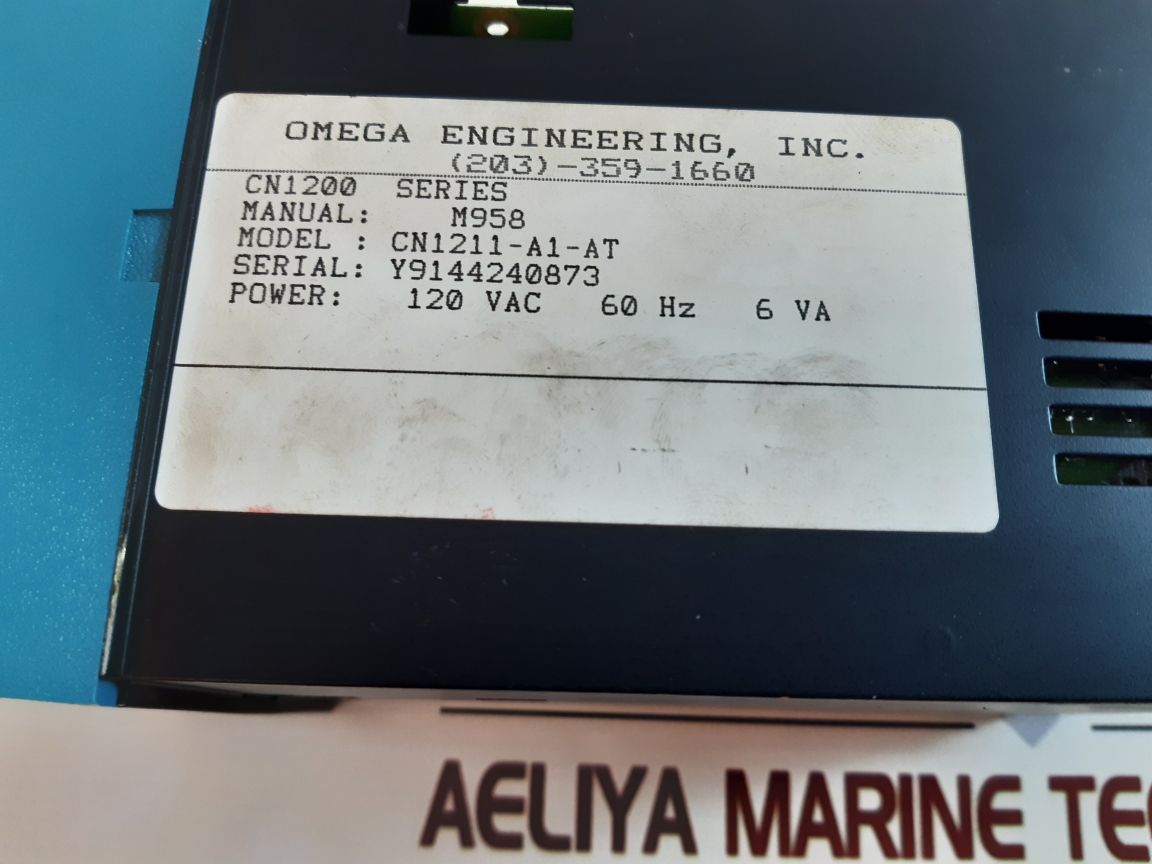 OMEGA ENGINEERING, INC.
(203)-359-1660
CN1200 SERIES
MANUAL: M958
MODEL : CN1211-A1-AT
SERIAL: Y9144240873
POWER: 120 VAC 60 Hz 6 VA
AELIYA MARINE TEC